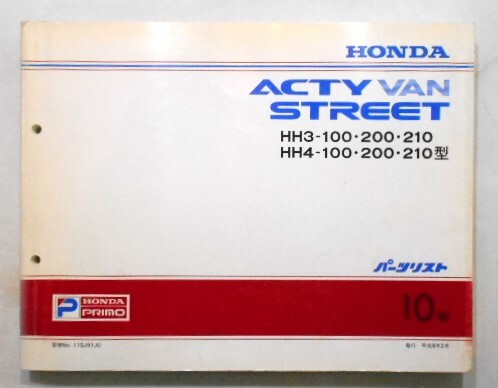 HONDA
ACTY VAN
STREET
HH3-100・200・210
HH4-100・200・210型
パーツリスト
10版
P HONDA
PRIMO